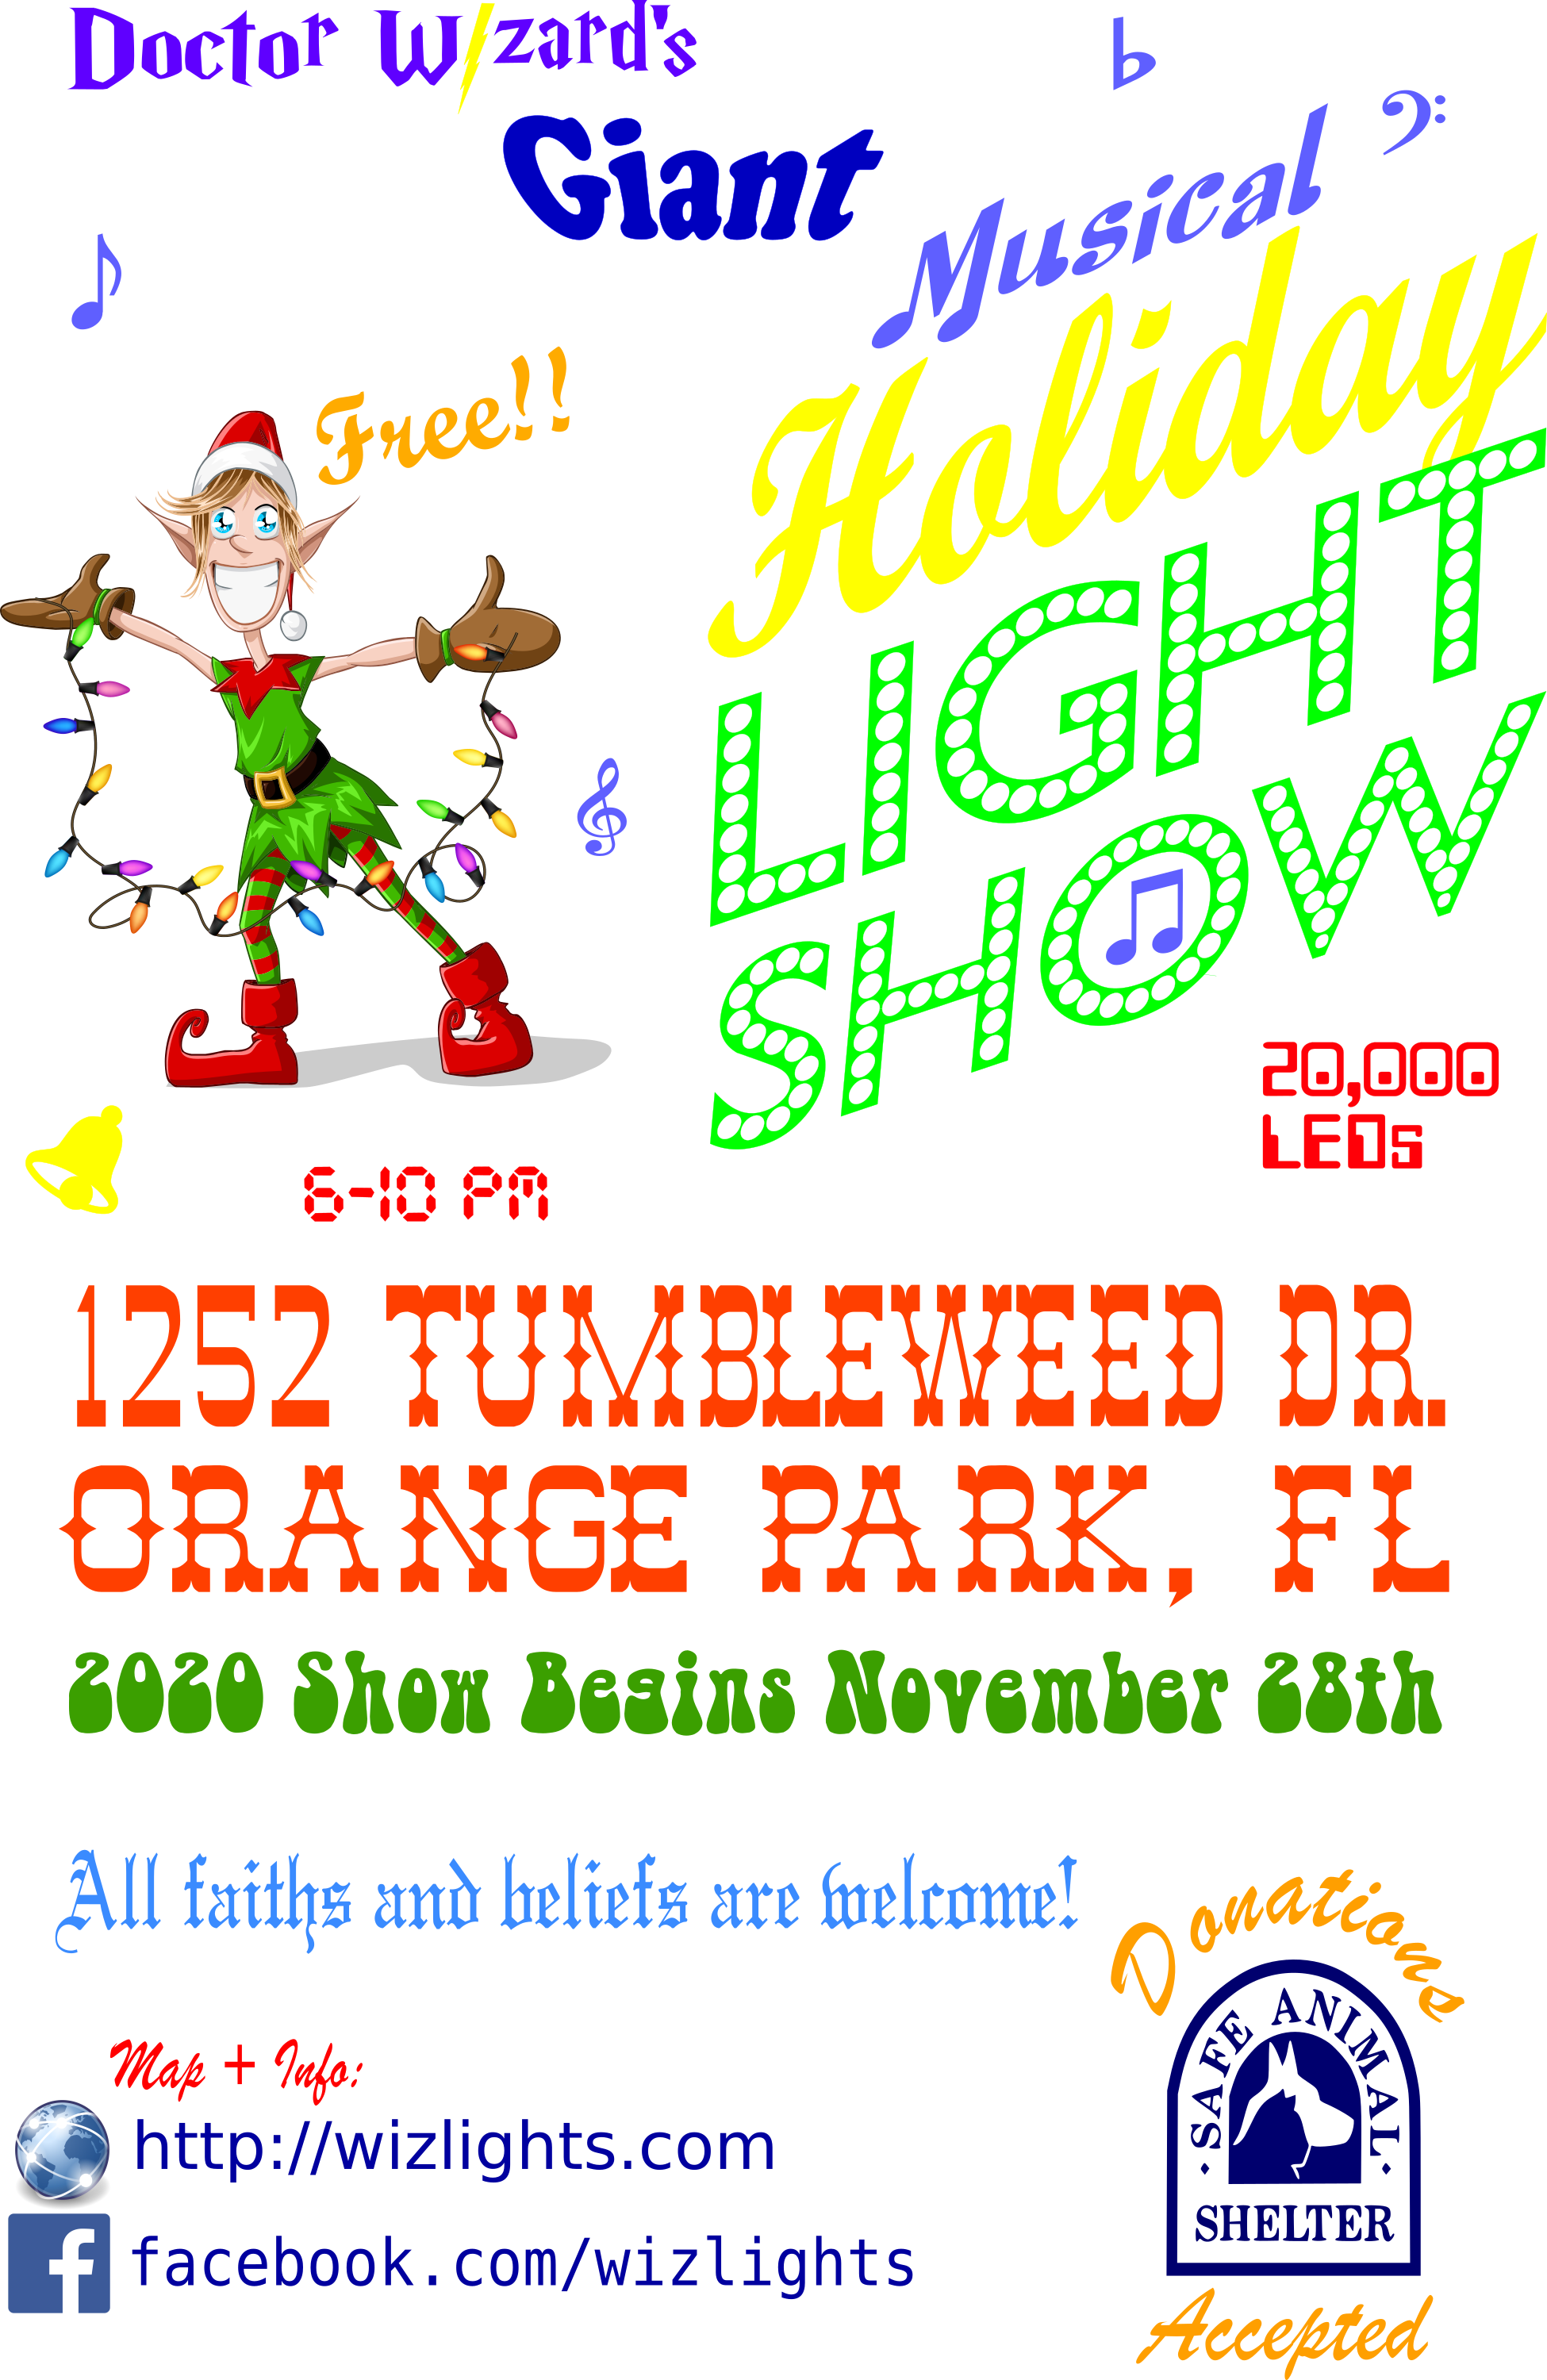 Doctor Wizard's
Giant
Musical
Holiday
Free!!
LIGHT
SHOW
20,000
LEDs
6-10 PM
1252 TUMBLEWEED DR.
ORANGE PARK, FL
2020 Show Begins November 28th
All faiths and beliefs are welcome!
Donations
SAFE ANIMAL
SHELTER
Accepted
Map + Info:
http://wizlights.com
facebook.com/wizlights